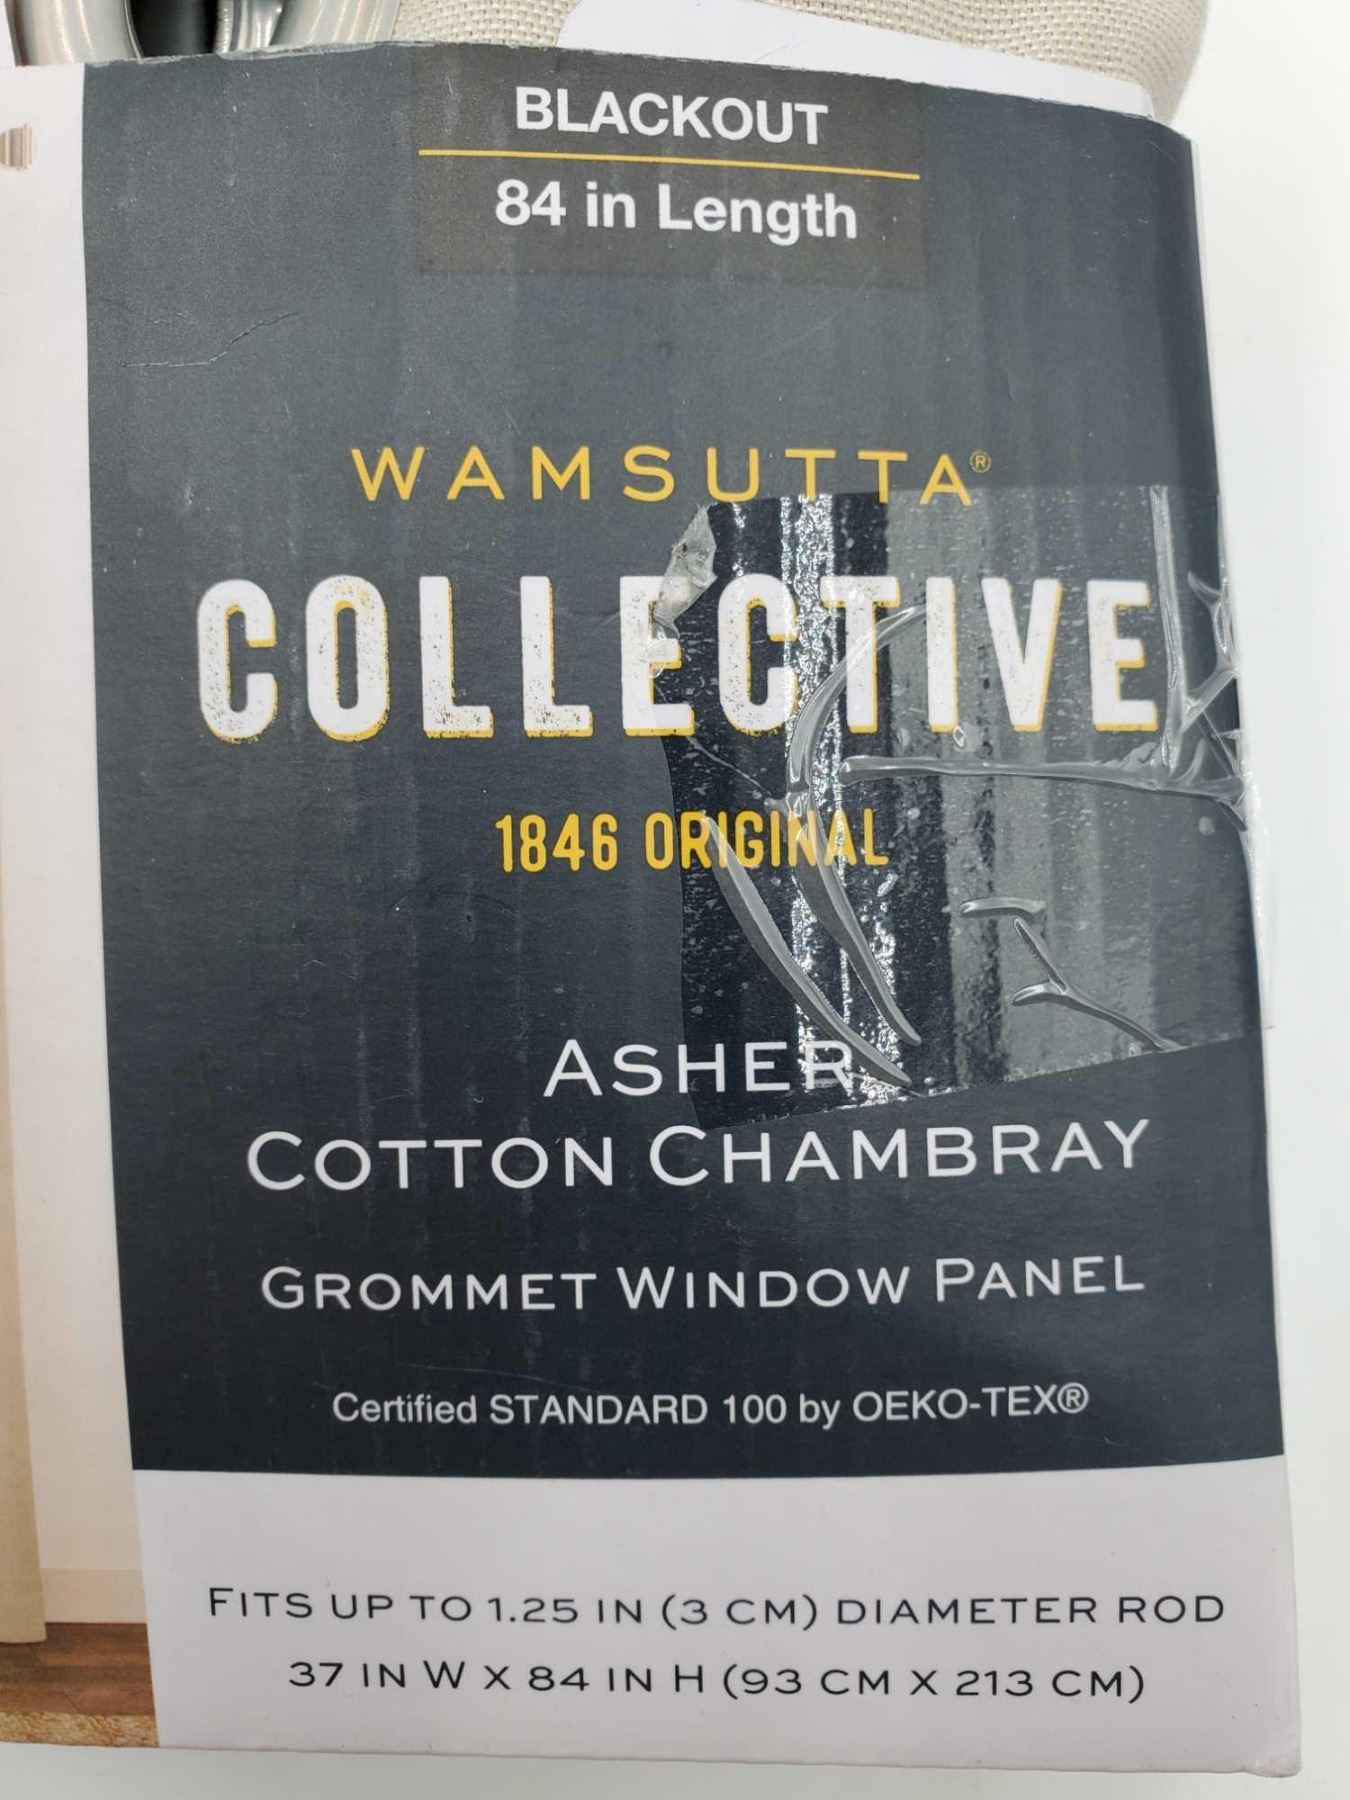 BLACKOUT
84 in Length
WAMSUTTA®
COLLECTIVE
1846 ORIGINAL
ASHER
COTTON CHAMBRAY
GROMMET WINDOW PANEL
Certified STANDARD 100 by OEKO-TEX®
FITS UP TO 1.25 IN (3 CM) DIAMETER ROD
37 IN W X 84 IN H (93 CM X 213 CM)